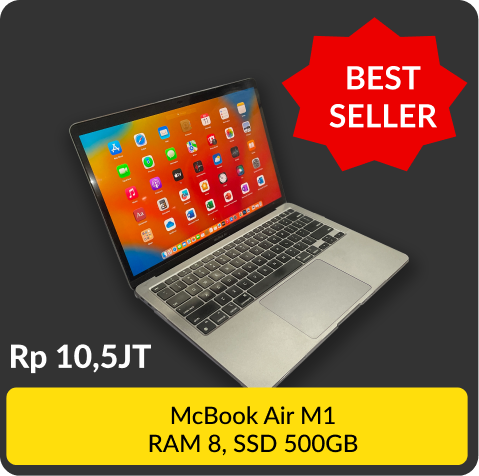 BEST
SELLER
Rp 10,5JT
McBook Air M1
RAM 8, SSD 500GB